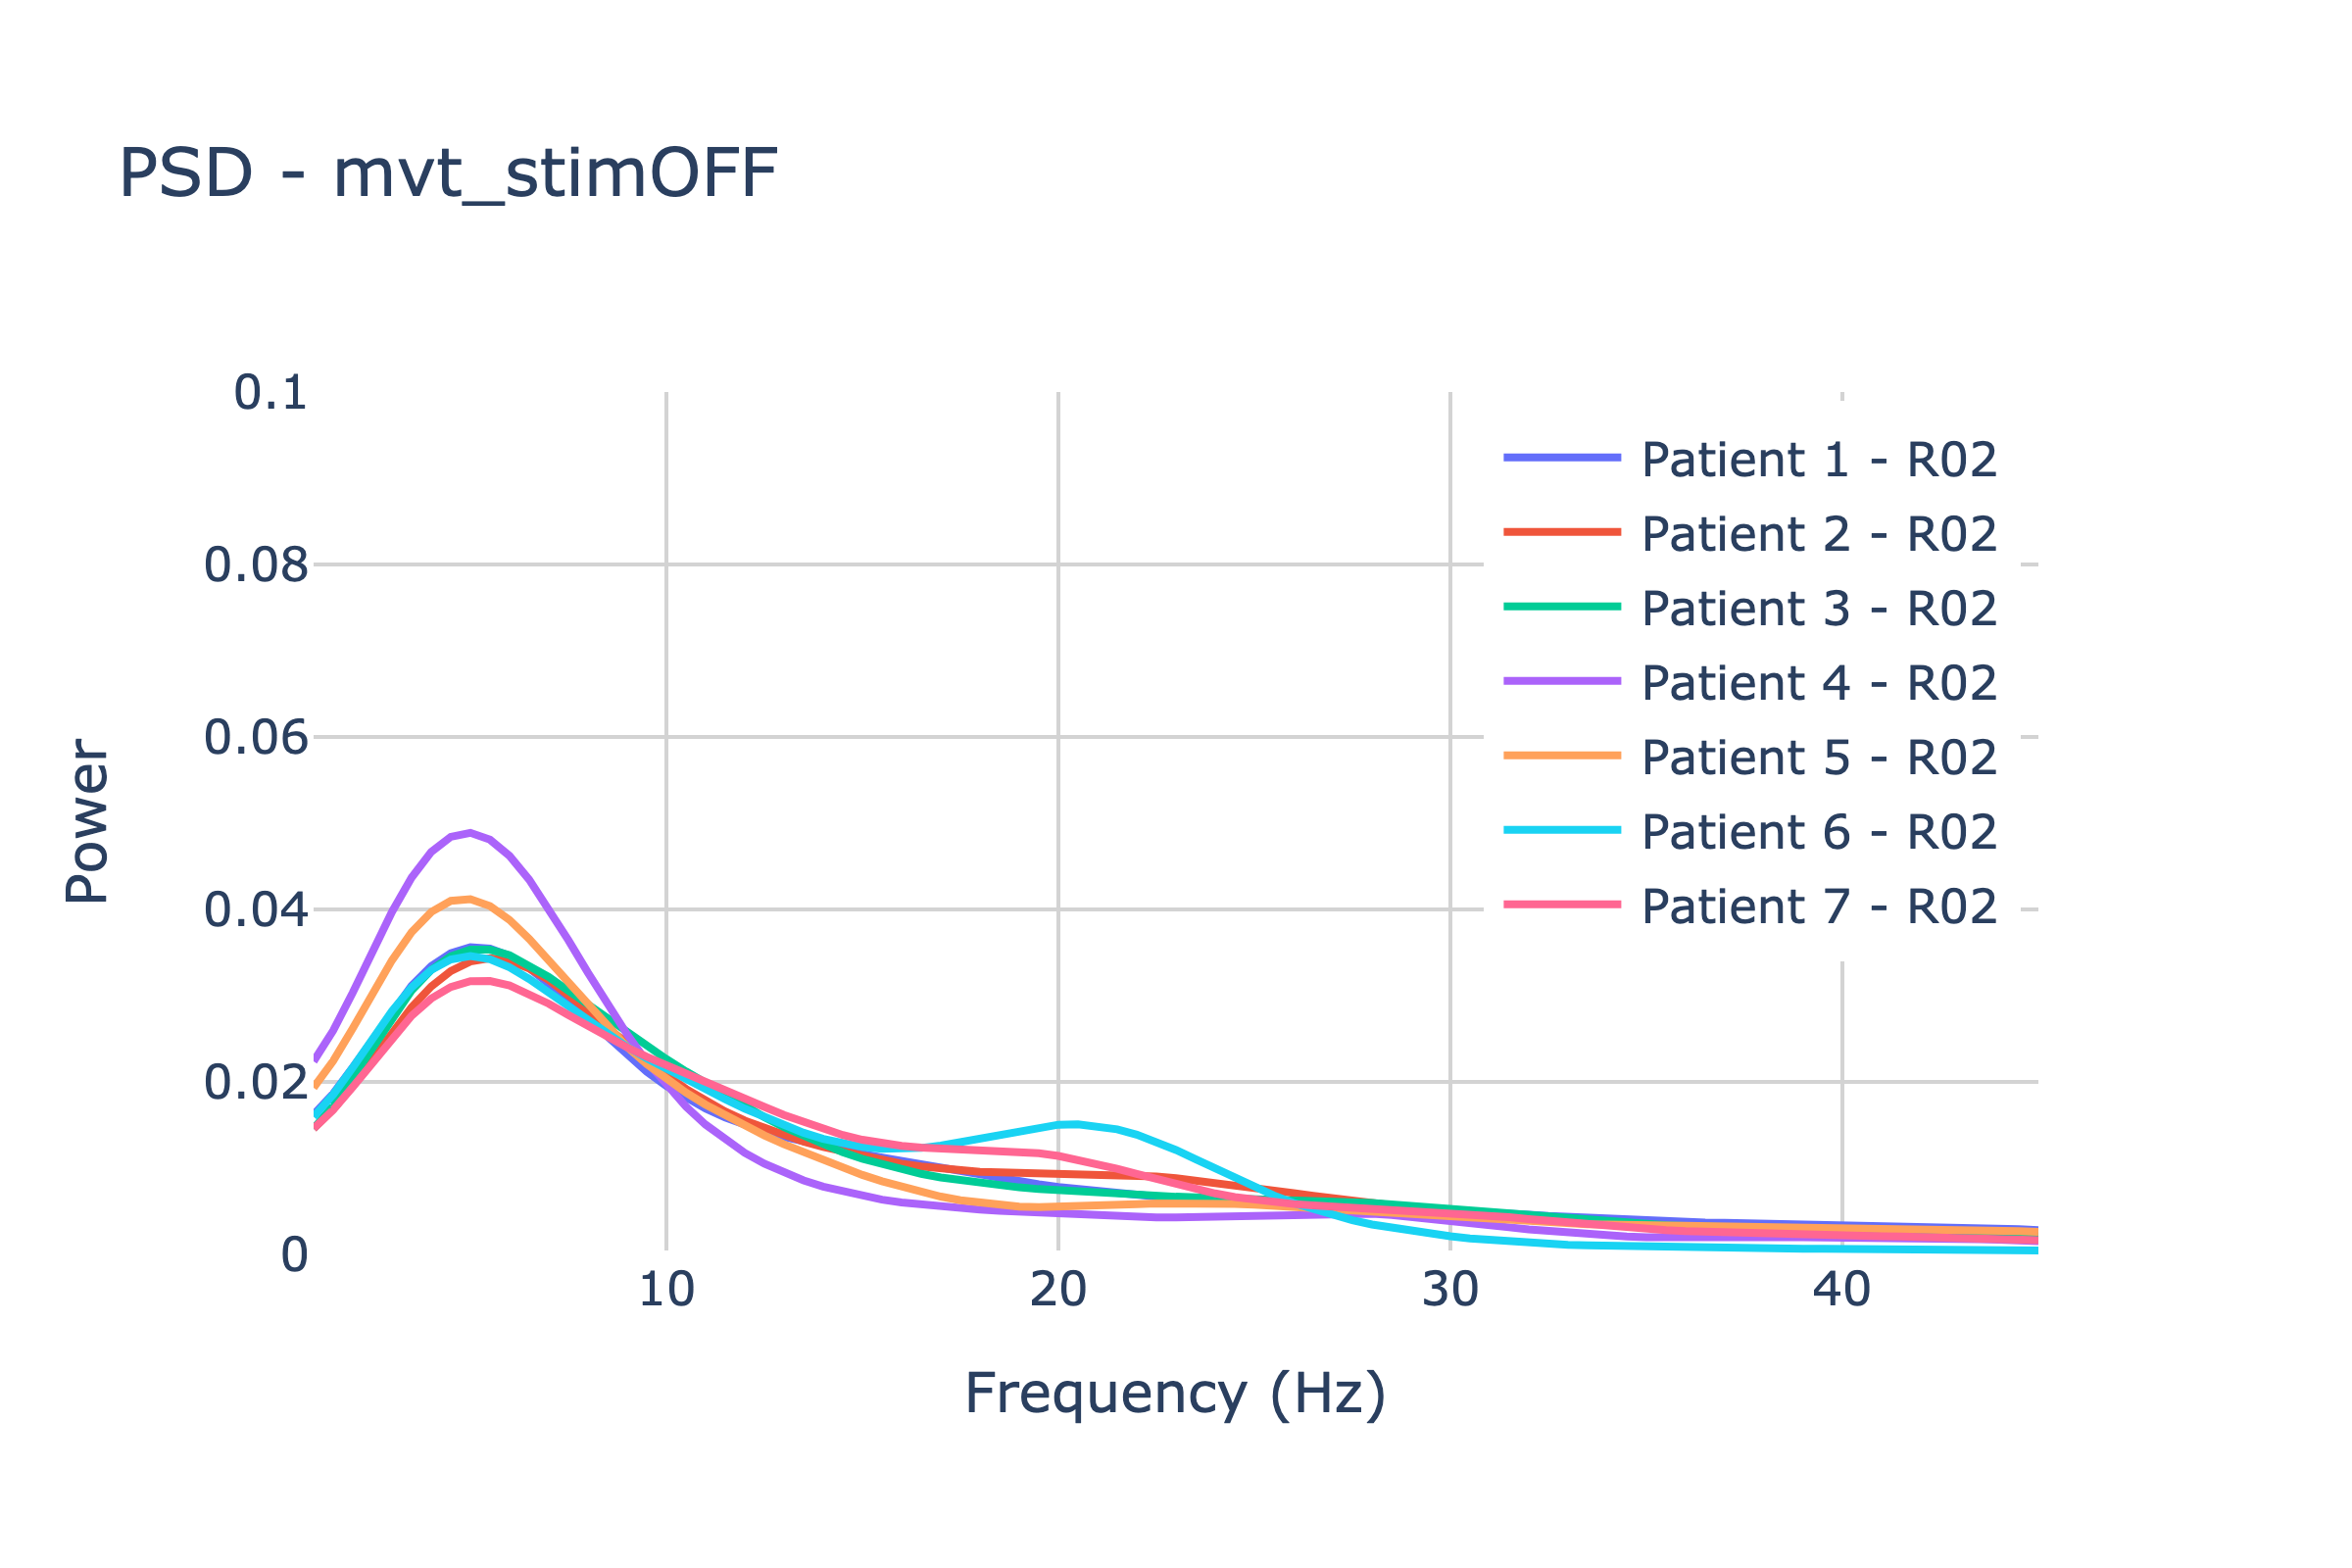 PSD - mvt_stimOFF
0.1
0.08
0.06
0.04
0.02
0
Power
10
20
30
40
Frequency (Hz)
Patient 1 - R02
Patient 2 - R02
Patient 3 - R02
Patient 4 - R02
Patient 5 - R02
Patient 6 - R02
Patient 7 - R02